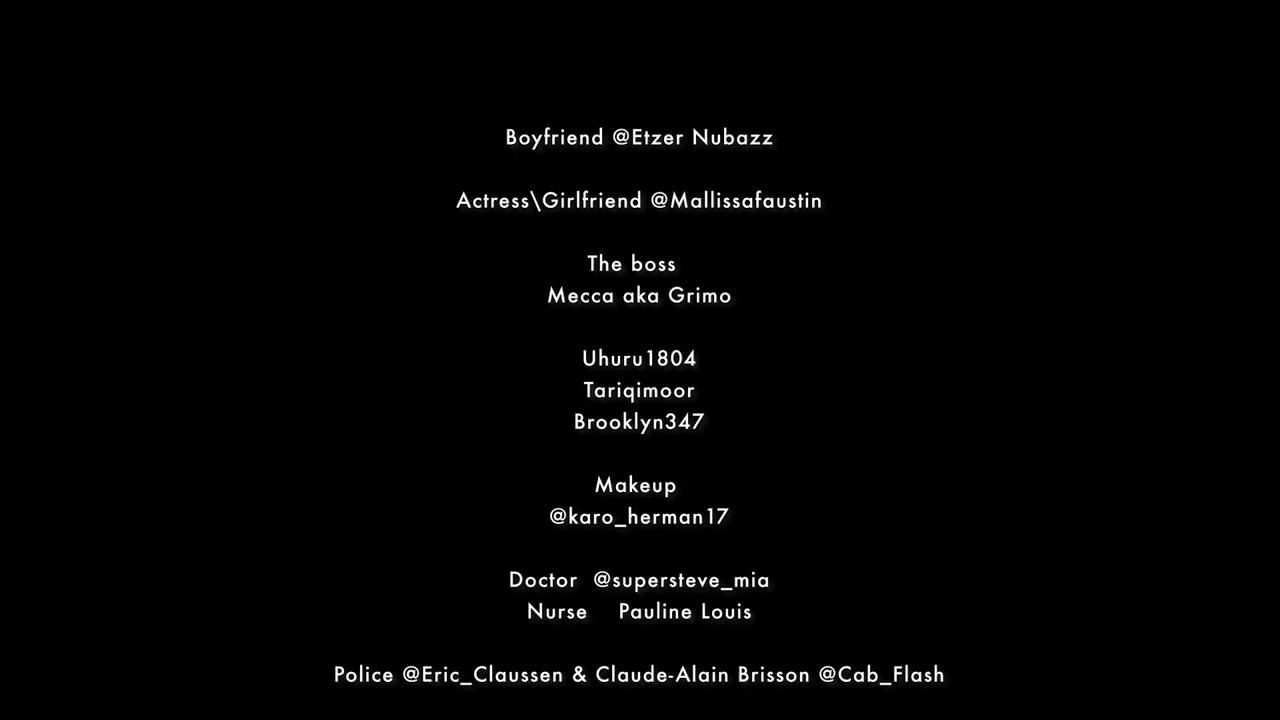 Boyfriend @Etzer Nubazz
Actress\Girlfriend @Mallissafaustin
The boss
Mecca aka Grimo
Uhuru1804
Tariqimoor
Brooklyn347
Makeup
@karo_herman17
Doctor @supersteve_mia
Nurse Pauline Louis
Police @Eric_Claussen & Claude-Alain Brisson @Cab_Flash